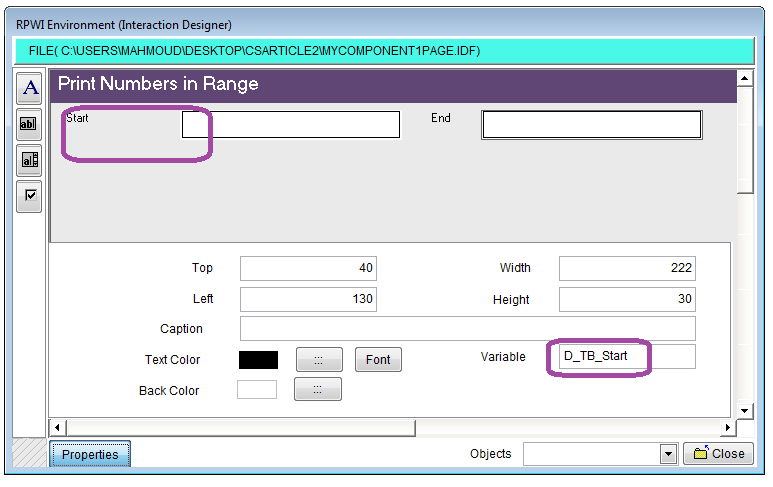 RPWI Environment (Interaction Designer)
FILE( C:\USERS\MAHMOUD\DESKTOP\CSARTICLE2\MYCOMPONENT1PAGE.IDF)
A
Print Numbers in Range
ab
Start End
a
Top 40 Width 222
Left 130 Height 30
Caption
Text Color ::: Font Variable D_TB_Start
Back Color :::
Properties Objects Close